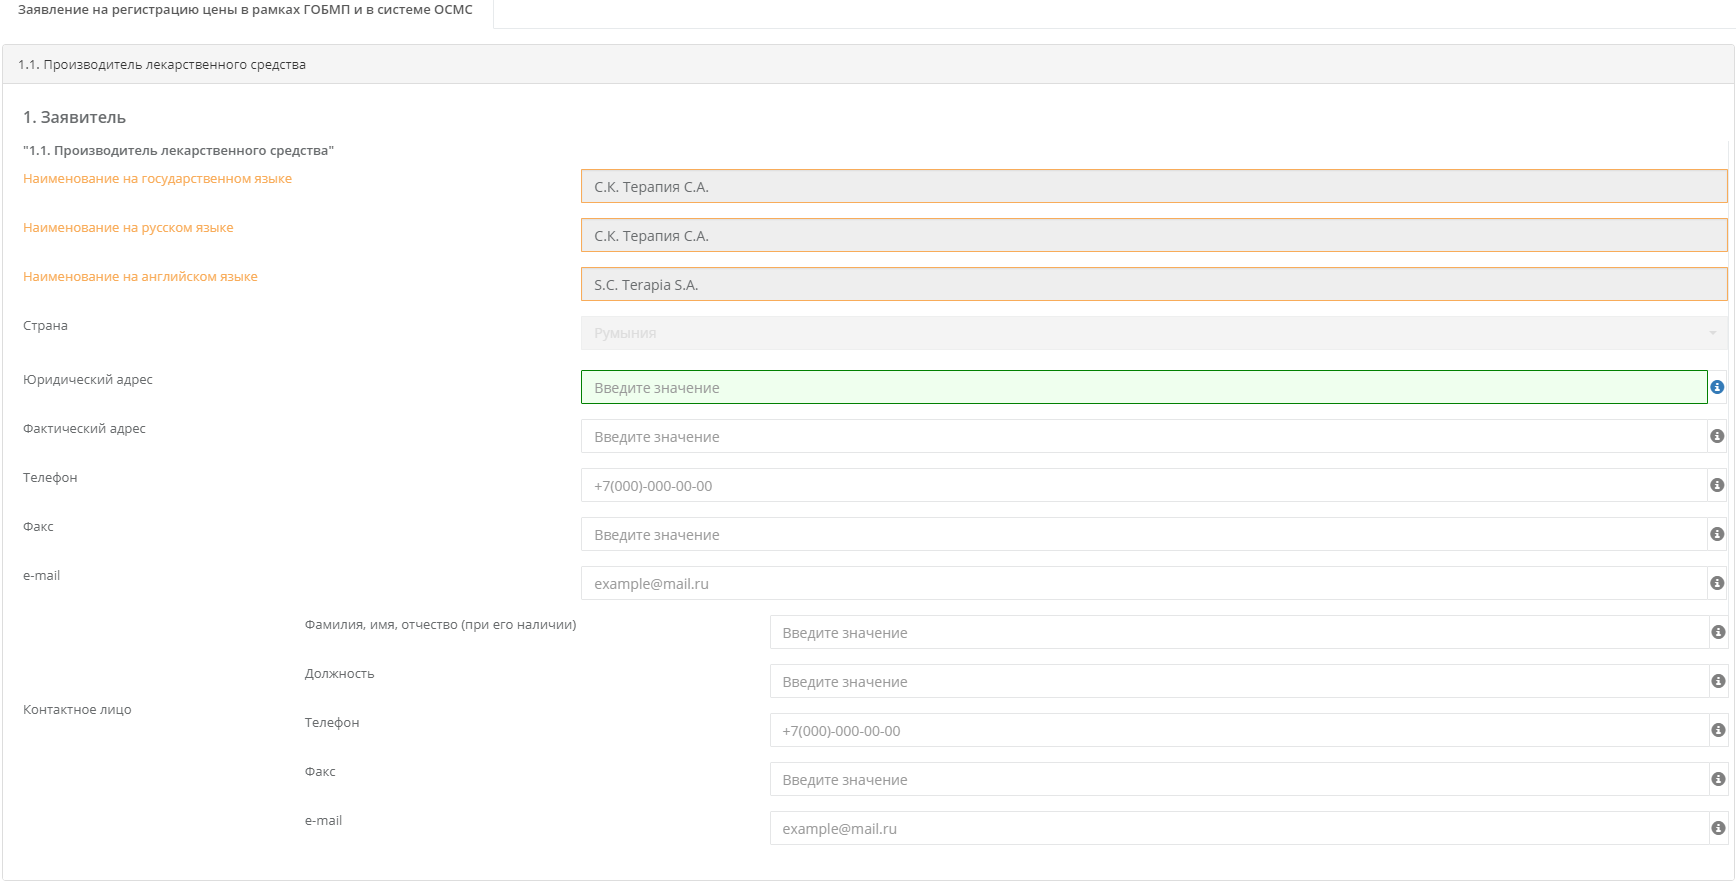 Заявление на регистрацию цены в рамках ГОБМП и в системе ОСМС
1.1. Производитель лекарственного средства
1. Заявитель
"1.1. Производитель лекарственного средства"
Наименование на государственном языке
С.К. Терапия С.А.
Наименование на русском языке
С.К. Терапия С.А.
Наименование на английском языке
S.C. Terapia S.A.
Страна
Румыния
Юридический адрес
Введите значение
Фактический адрес
Введите значение
Телефон
+7(000)-000-00-00
Факс
Введите значение
e-mail
example@mail.ru
Контактное лицо
Фамилия, имя, отчество (при его наличии)
Введите значение
Должность
Введите значение
Телефон
+7(000)-000-00-00
Факс
Введите значение
e-mail
example@mail.ru